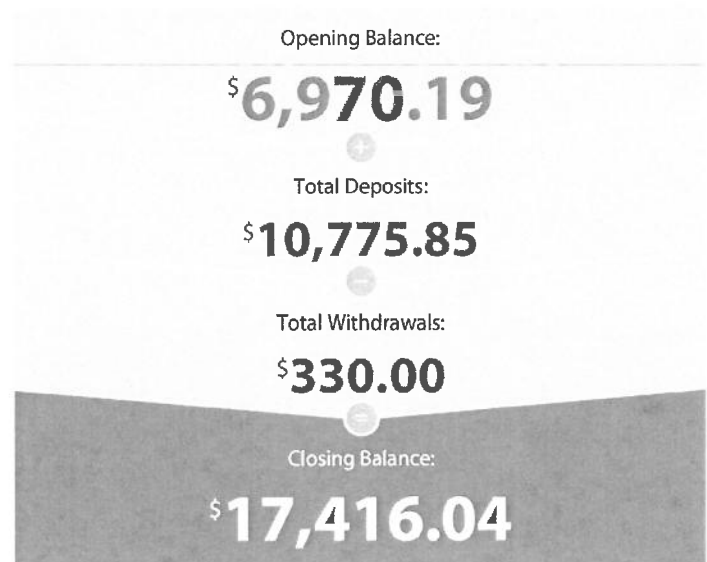 Opening Balance:
$6,970.19
+
Total Deposits:
$10,775.85
−
Total Withdrawals:
$330.00
=
Closing Balance:
$17,416.04